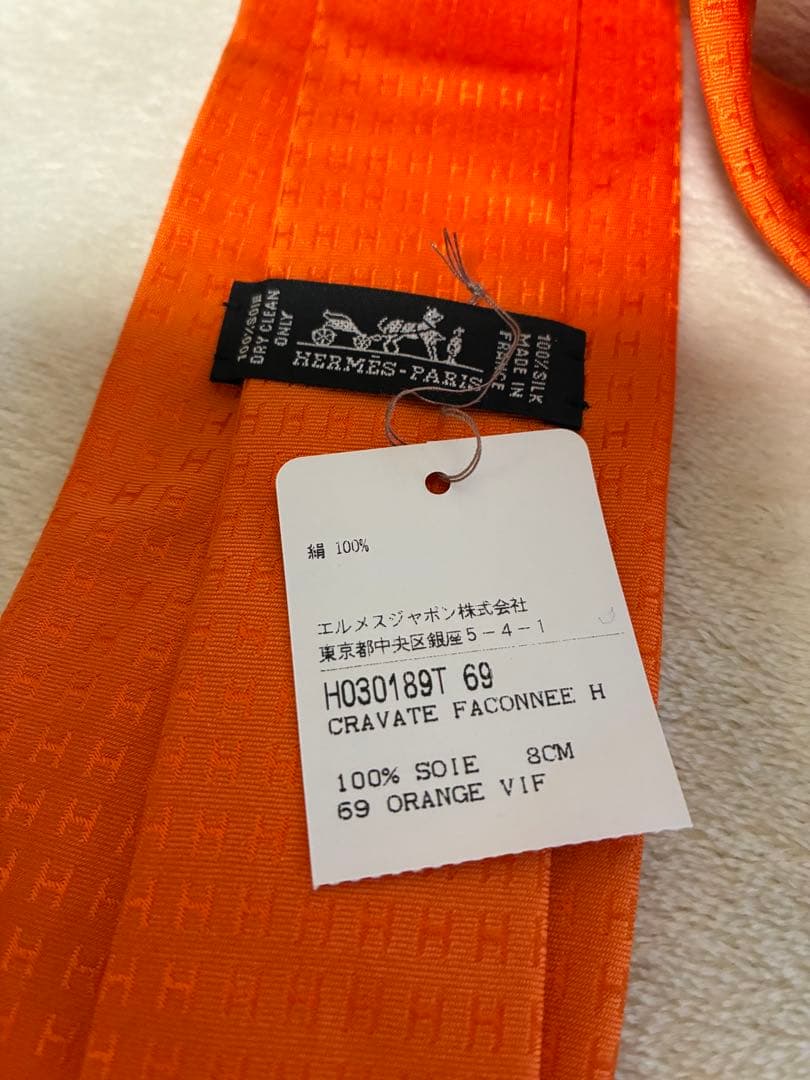 100% SOIE
DRY CLEAN
ONLY
HERMÈS-PARIS
100% SILK
MADE IN
FRANCE
絹 100%
エルメスジャポン株式会社
東京都中央区銀座5-4-1
H030189T 69
CRAVATE FACONNEE H
100% SOIE 8CM
69 ORANGE VIF